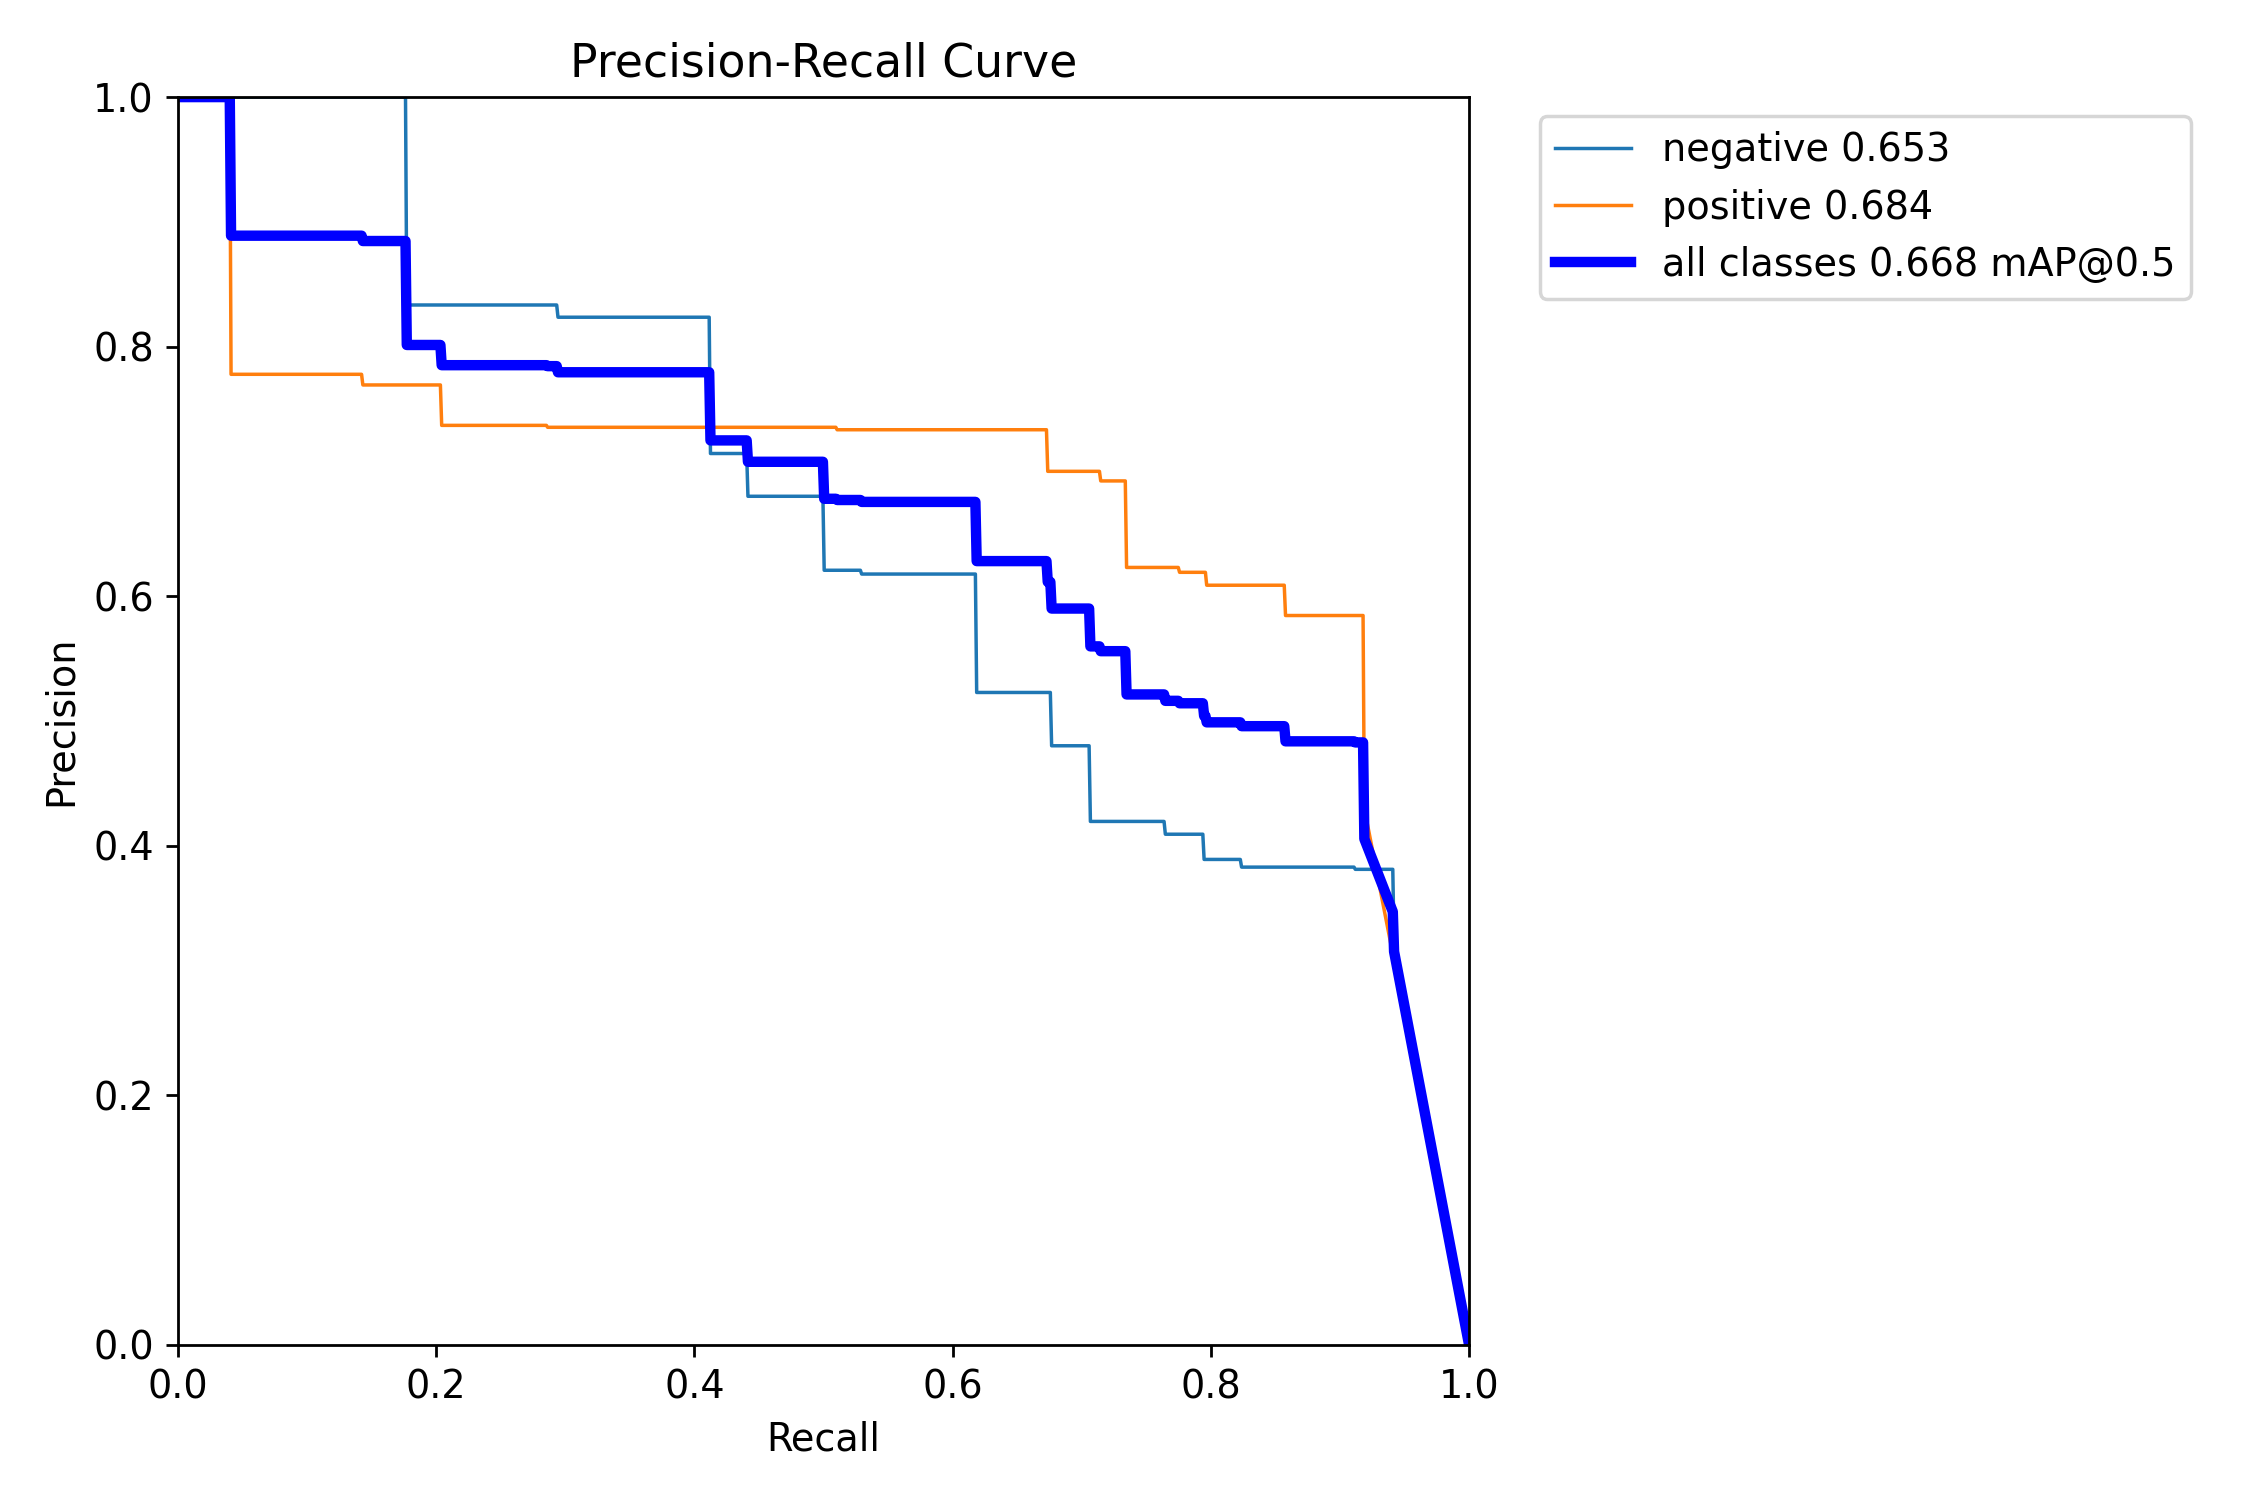 Precision-Recall Curve
1.0
0.8
0.6
0.4
0.2
0.0
Precision
0.0 0.2 0.4 0.6 0.8 1.0
Recall
negative 0.653
positive 0.684
all classes 0.668 mAP@0.5